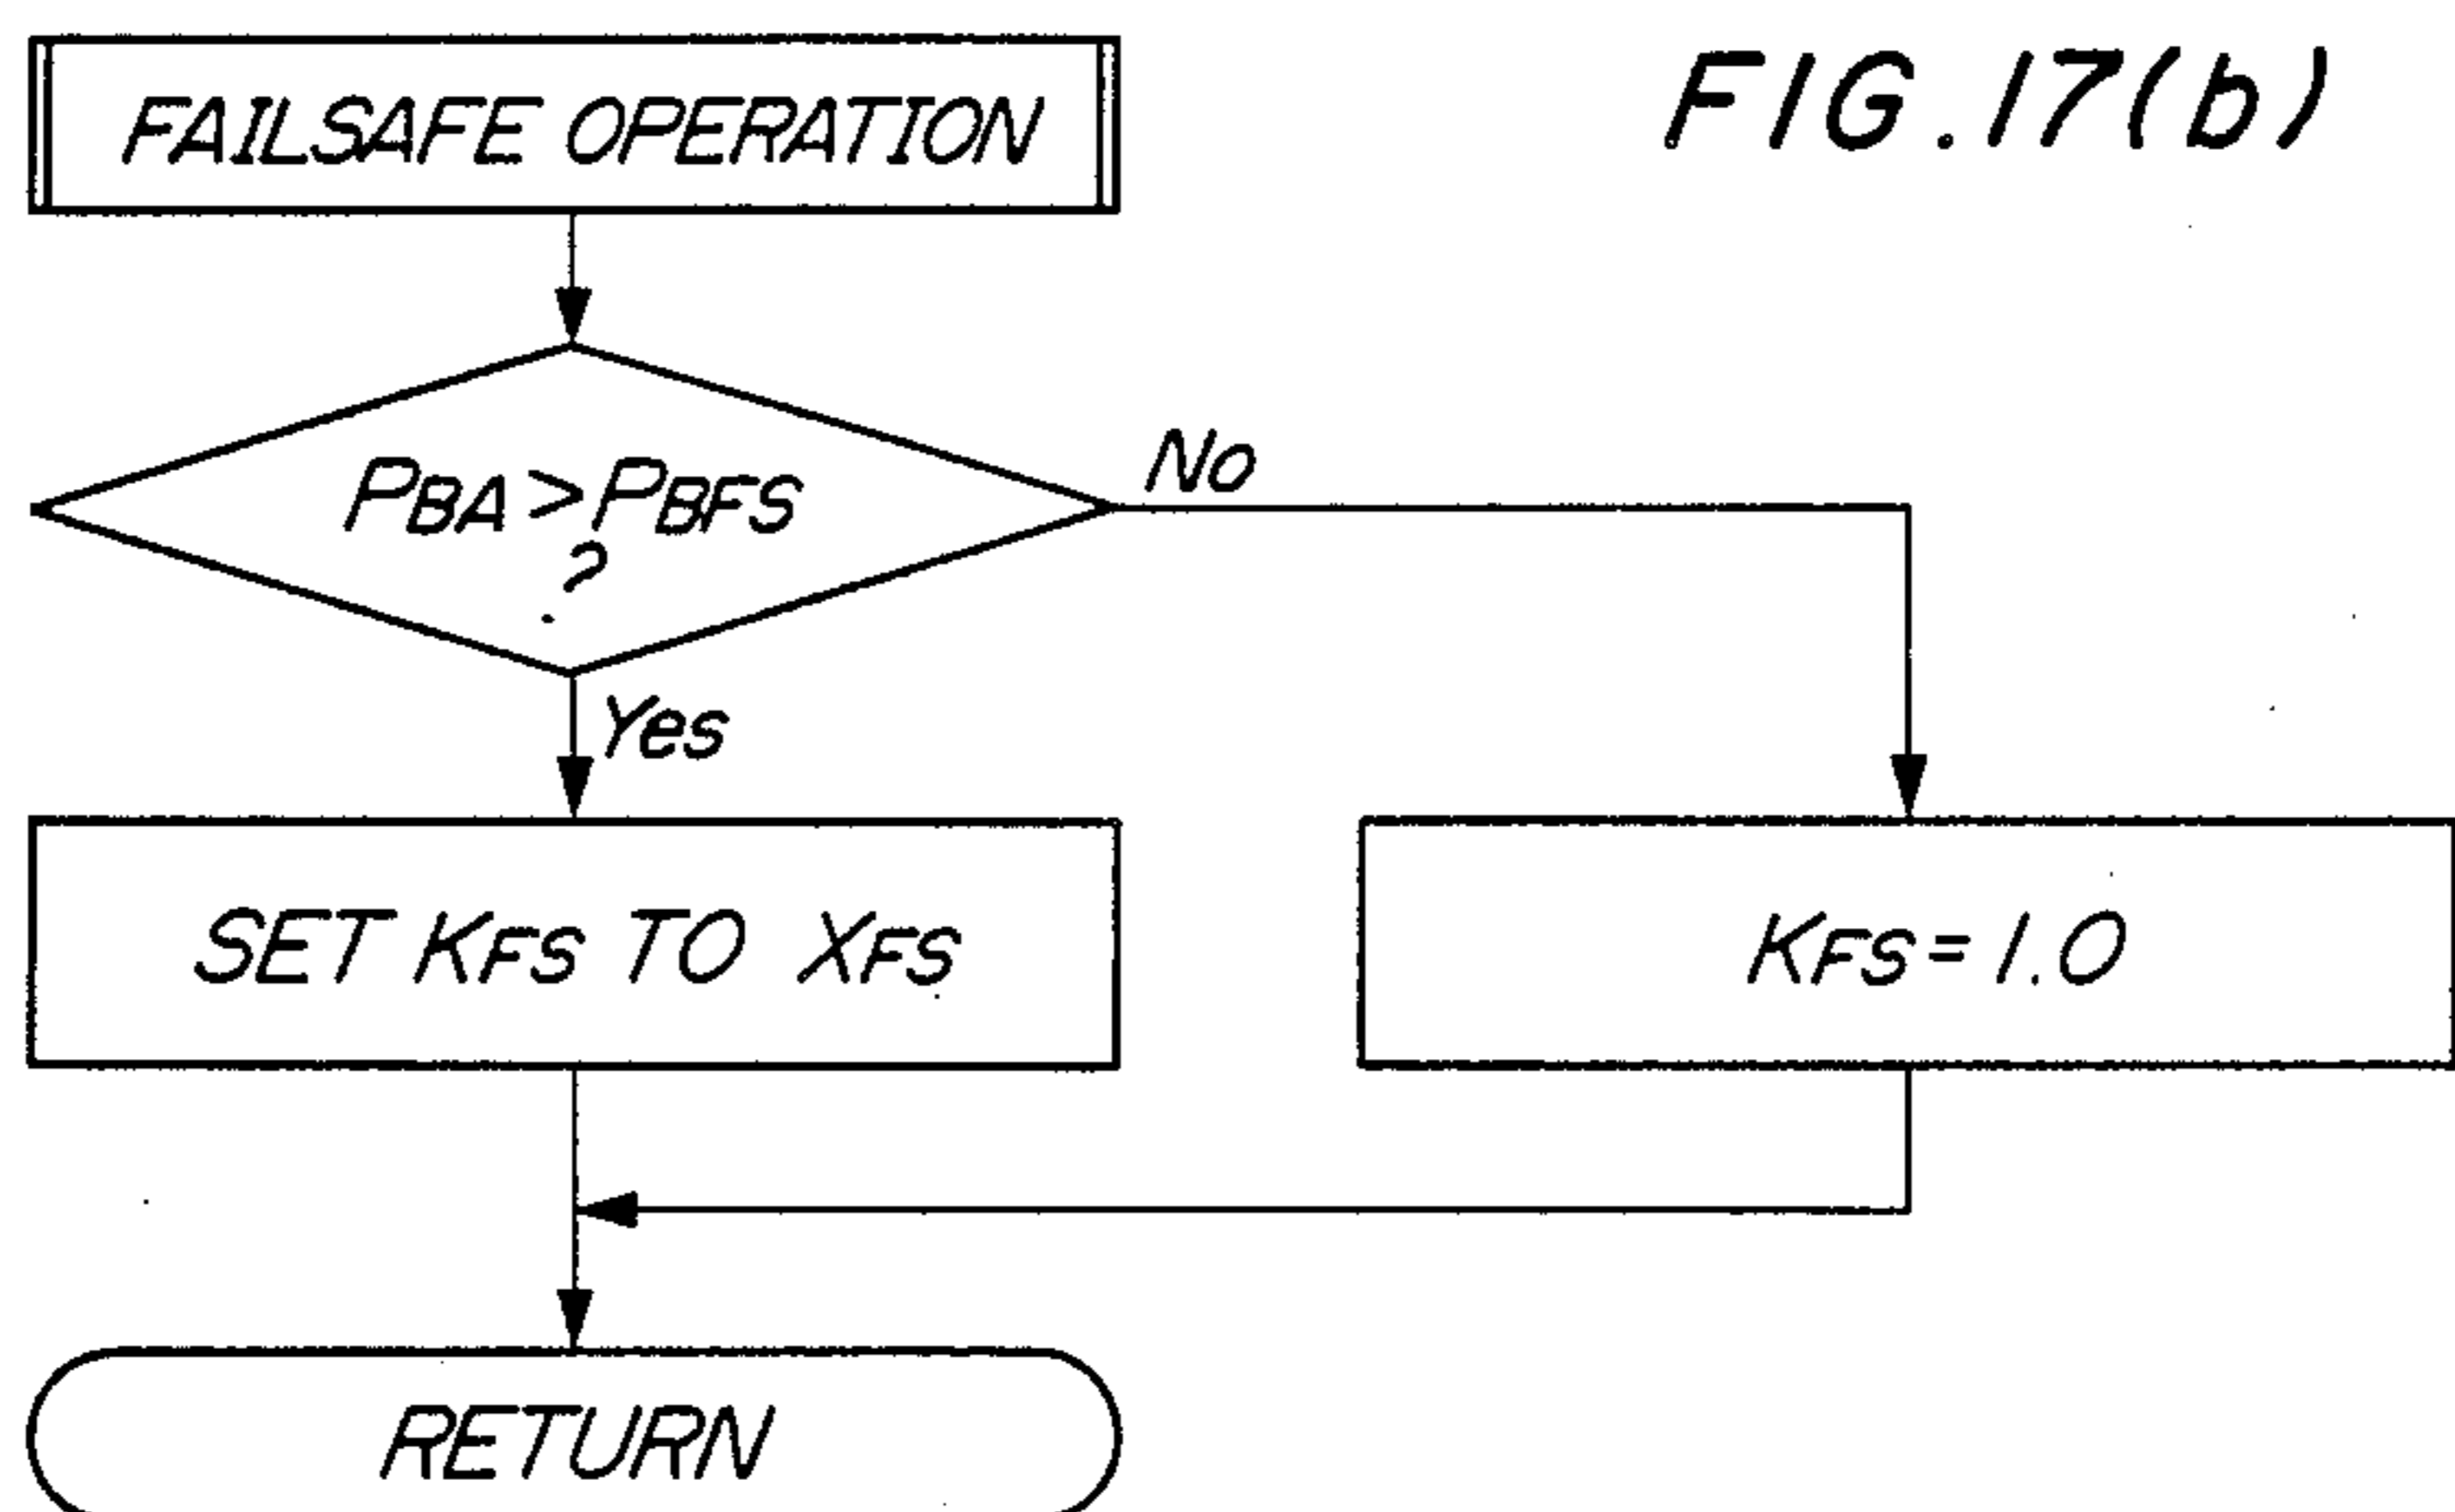 FAILSAFE OPERATION
FIG. 17(b)
PBA > PBFS
?
No
Yes
SET KFS TO XFS
KFS = 1.0
RETURN